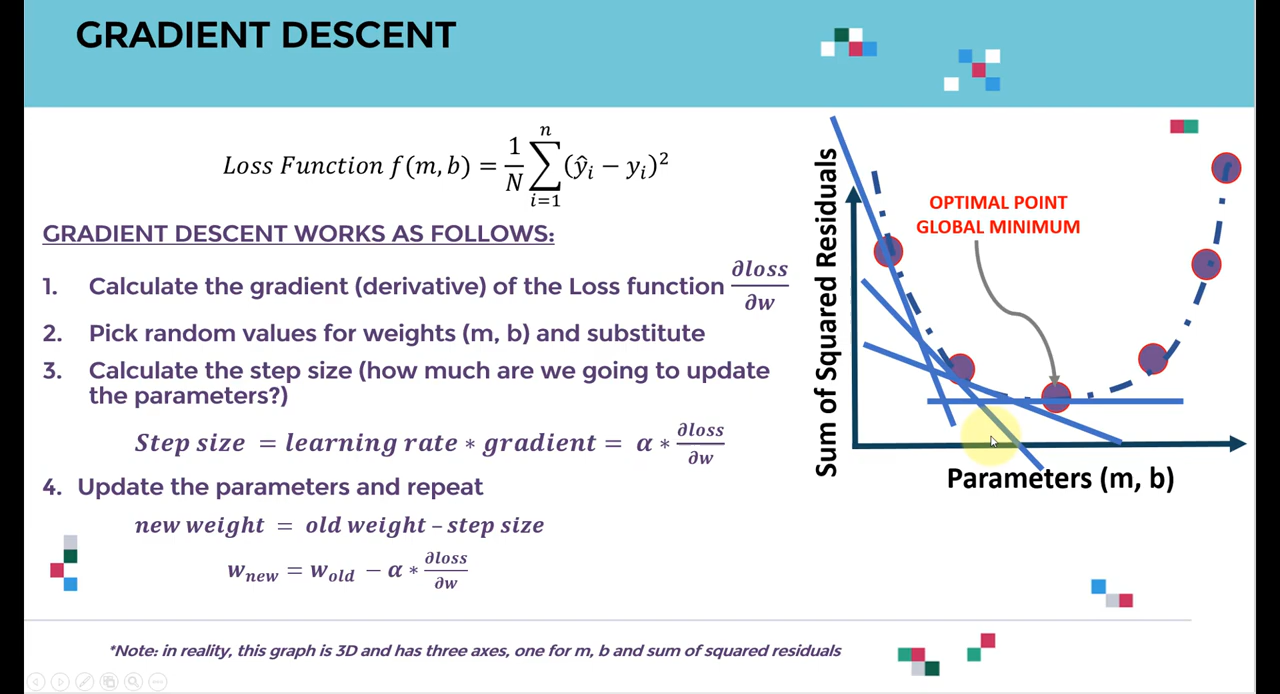 GRADIENT DESCENT
Loss Function f(m, b) = 1/N ∑_{i=1}^{n} (ŷᵢ − yᵢ)²
GRADIENT DESCENT WORKS AS FOLLOWS:
1. Calculate the gradient (derivative) of the Loss function ∂loss/∂w
2. Pick random values for weights (m, b) and substitute
3. Calculate the step size (how much are we going to update
the parameters?)
Step size = learning rate * gradient = α * ∂loss/∂w
4. Update the parameters and repeat
new weight = old weight – step size
w_new = w_old − α * ∂loss/∂w
*Note: in reality, this graph is 3D and has three axes, one for m, b and sum of squared residuals
Sum of Squared Residuals
OPTIMAL POINT
GLOBAL MINIMUM
Parameters (m, b)